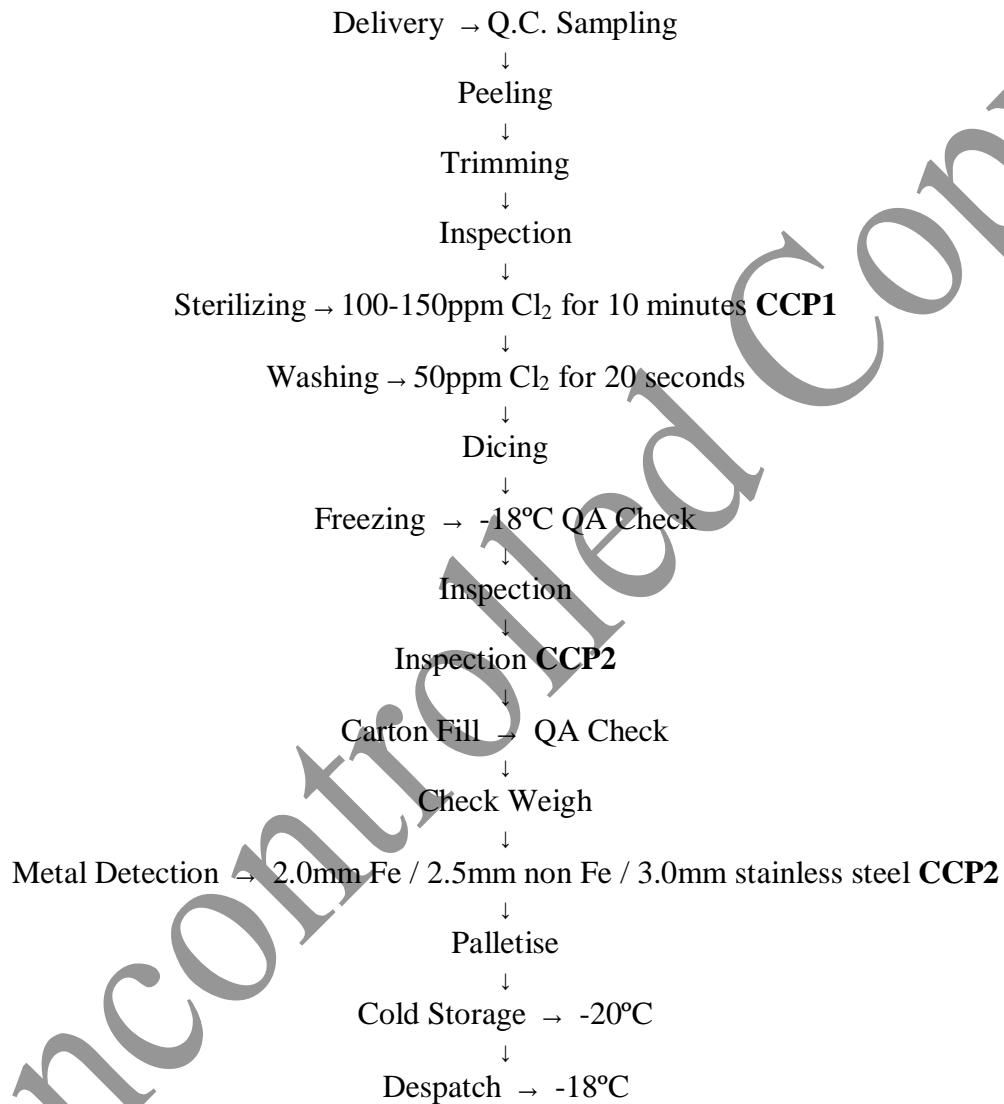 Delivery → Q.C. Sampling
↓
Peeling
↓
Trimming
↓
Inspection
↓
Sterilizing → 100-150ppm Cl₂ for 10 minutes CCP1
↓
Washing → 50ppm Cl₂ for 20 seconds
↓
Dicing
↓
Freezing → -18ºC QA Check
↓
Inspection
↓
Inspection CCP2
↓
Carton Fill → QA Check
↓
Check Weigh
↓
Metal Detection → 2.0mm Fe / 2.5mm non Fe / 3.0mm stainless steel CCP2
↓
Palletise
↓
Cold Storage → -20ºC
↓
Despatch → -18ºC
ncontrolled Cop